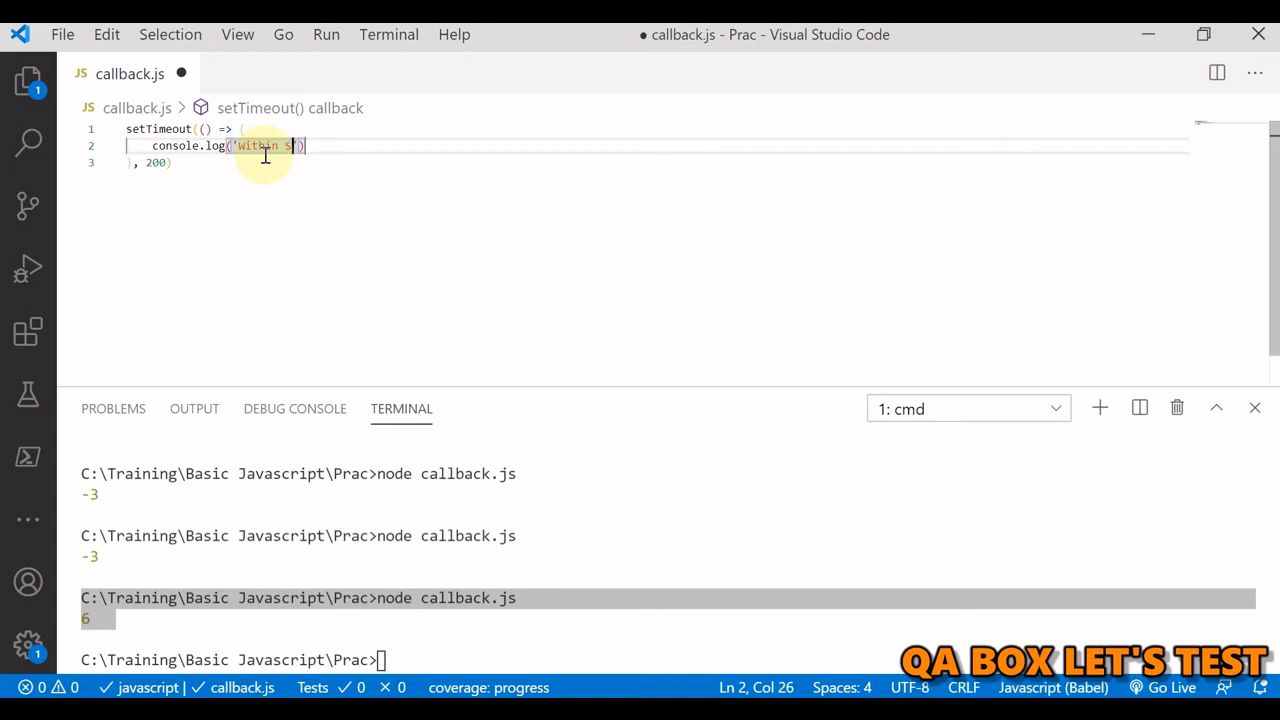 File Edit Selection View Go Run Terminal Help
● callback.js - Prac - Visual Studio Code
JS callback.js ●
JS callback.js > setTimeout() callback
1 setTimeout(() => {
2 console.log('Within S')
3 }, 200)
1
PROBLEMS OUTPUT DEBUG CONSOLE TERMINAL
1: cmd
C:\Training\Basic Javascript\Prac>node callback.js
-3
C:\Training\Basic Javascript\Prac>node callback.js
-3
C:\Training\Basic Javascript\Prac>node callback.js
6
C:\Training\Basic Javascript\Prac>
1
QA BOX LET'S TEST
0 0 javascript | callback.js Tests 0 0 coverage: progress Ln 2, Col 26 Spaces: 4 UTF-8 CRLF Javascript (Babel) Go Live